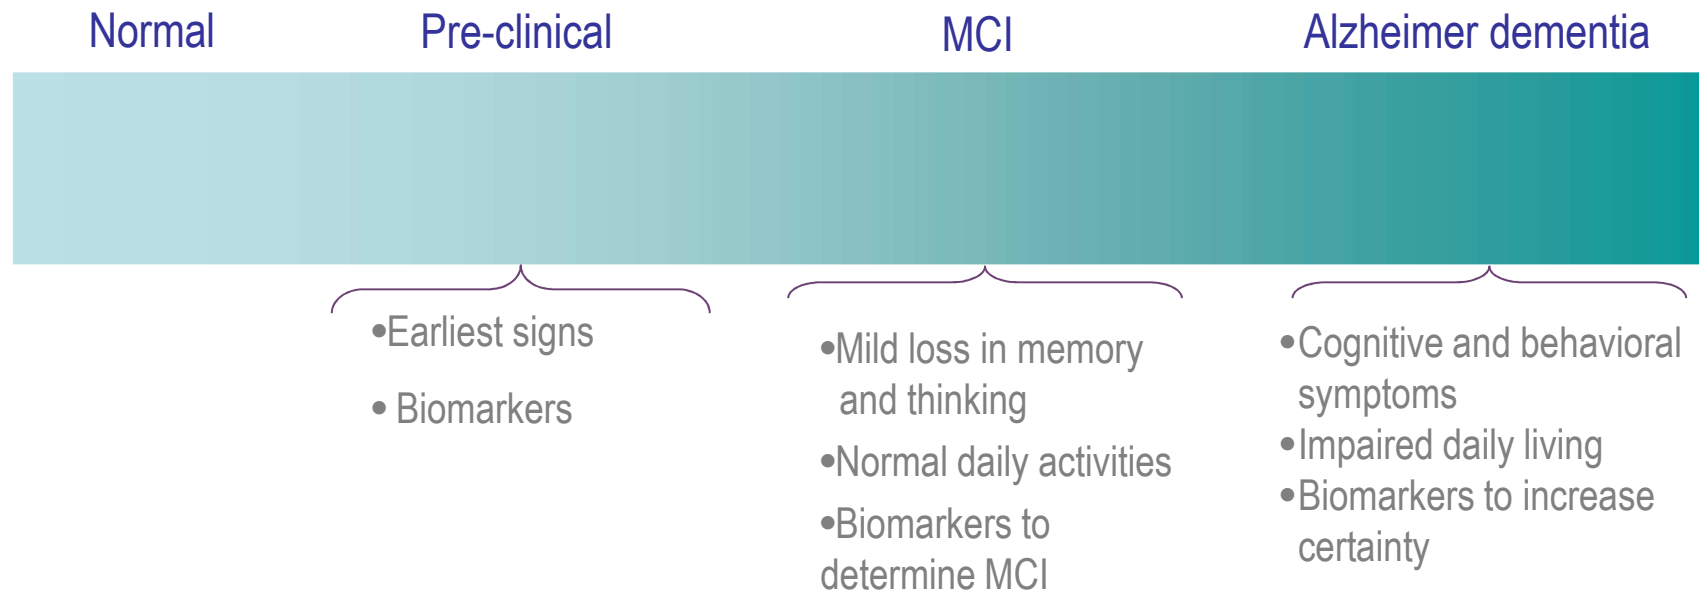 Normal
Pre-clinical
MCI
Alzheimer dementia
•Earliest signs
• Biomarkers
•Mild loss in memory
and thinking
•Normal daily activities
•Biomarkers to
determine MCI
•Cognitive and behavioral
symptoms
•Impaired daily living
•Biomarkers to increase
certainty